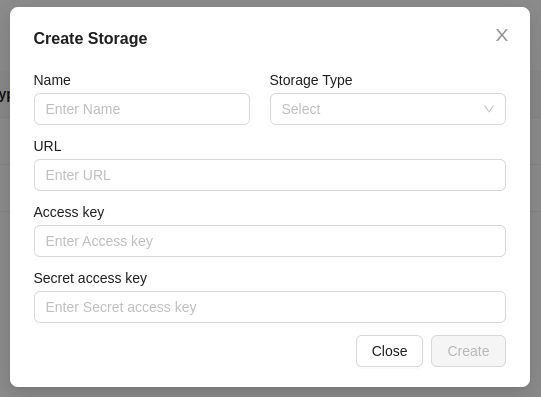 Create Storage
Name
Storage Type
Enter Name
Select
URL
Enter URL
Access key
Enter Access key
Secret access key
Enter Secret access key
Close
Create